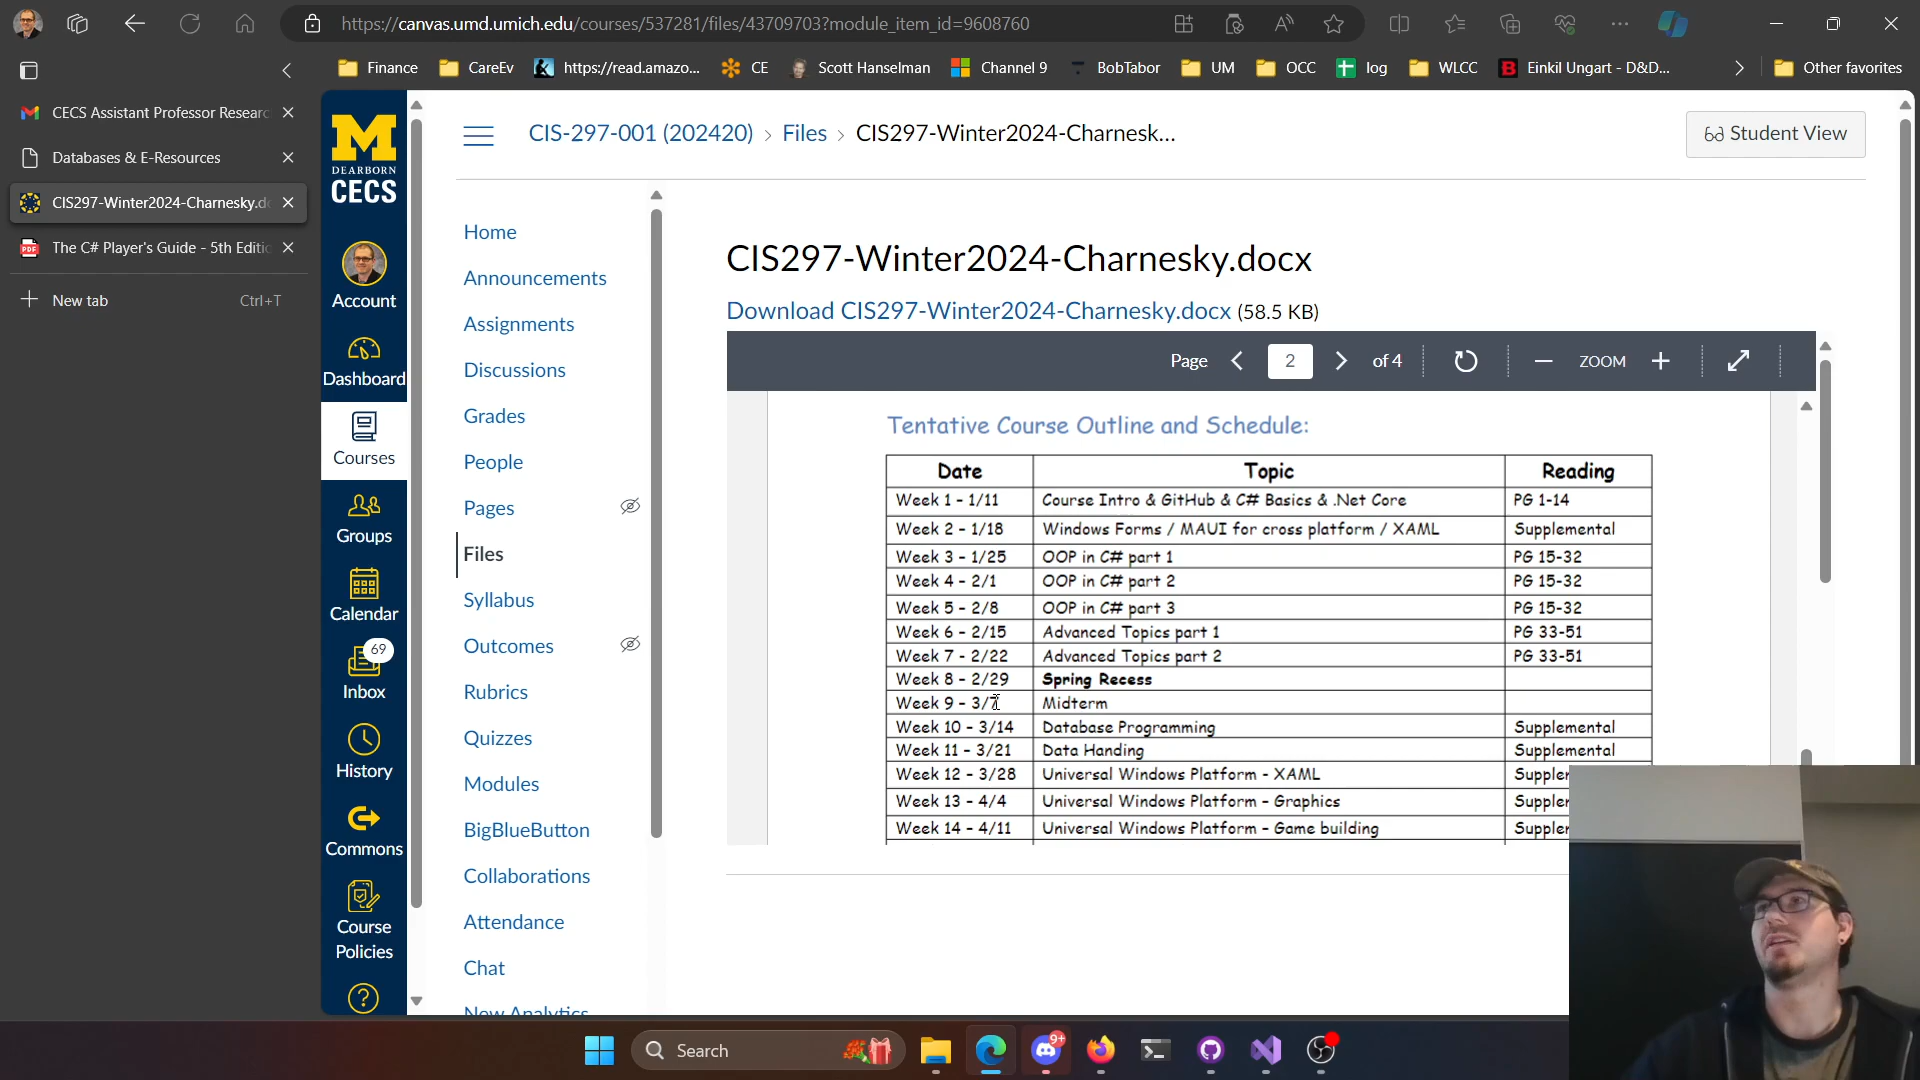 https://canvas.umd.umich.edu/courses/537281/files/43709703?module_item_id=9608760
Finance
CareEv
https://read.amazo...
CE
Scott Hanselman
Channel 9
BobTabor
UM
OCC
log
WLCC
Einkil Ungart - D&D...
Other favorites
CECS Assistant Professor Researc
Databases & E-Resources
CIS297-Winter2024-Charnesky.do
The C# Player's Guide - 5th Editi
New tab Ctrl+T
M
DEARBORN
CECS
Account
Dashboard
Courses
Groups
Calendar
69
Inbox
History
Commons
Course
Policies
CIS-297-001 (202420) > Files > CIS297-Winter2024-Charnesk...
Student View
Home
Announcements
Assignments
Discussions
Grades
People
Pages
Files
Syllabus
Outcomes
Rubrics
Quizzes
Modules
BigBlueButton
Collaborations
Attendance
Chat
New Analytics
CIS297-Winter2024-Charnesky.docx
Download CIS297-Winter2024-Charnesky.docx (58.5 KB)
Page 2 of 4 ZOOM
Tentative Course Outline and Schedule:
Date Topic Reading
Week 1 - 1/11 Course Intro & GitHub & C# Basics & .Net Core PG 1-14
Week 2 - 1/18 Windows Forms / MAUI for cross platform / XAML Supplemental
Week 3 - 1/25 OOP in C# part 1 PG 15-32
Week 4 - 2/1 OOP in C# part 2 PG 15-32
Week 5 - 2/8 OOP in C# part 3 PG 15-32
Week 6 - 2/15 Advanced Topics part 1 PG 33-51
Week 7 - 2/22 Advanced Topics part 2 PG 33-51
Week 8 - 2/29 Spring Recess
Week 9 - 3/7 Midterm
Week 10 - 3/14 Database Programming Supplemental
Week 11 - 3/21 Data Handing Supplemental
Week 12 - 3/28 Universal Windows Platform - XAML Supple
Week 13 - 4/4 Universal Windows Platform - Graphics Supple
Week 14 - 4/11 Universal Windows Platform - Game building Supple
Search
9+